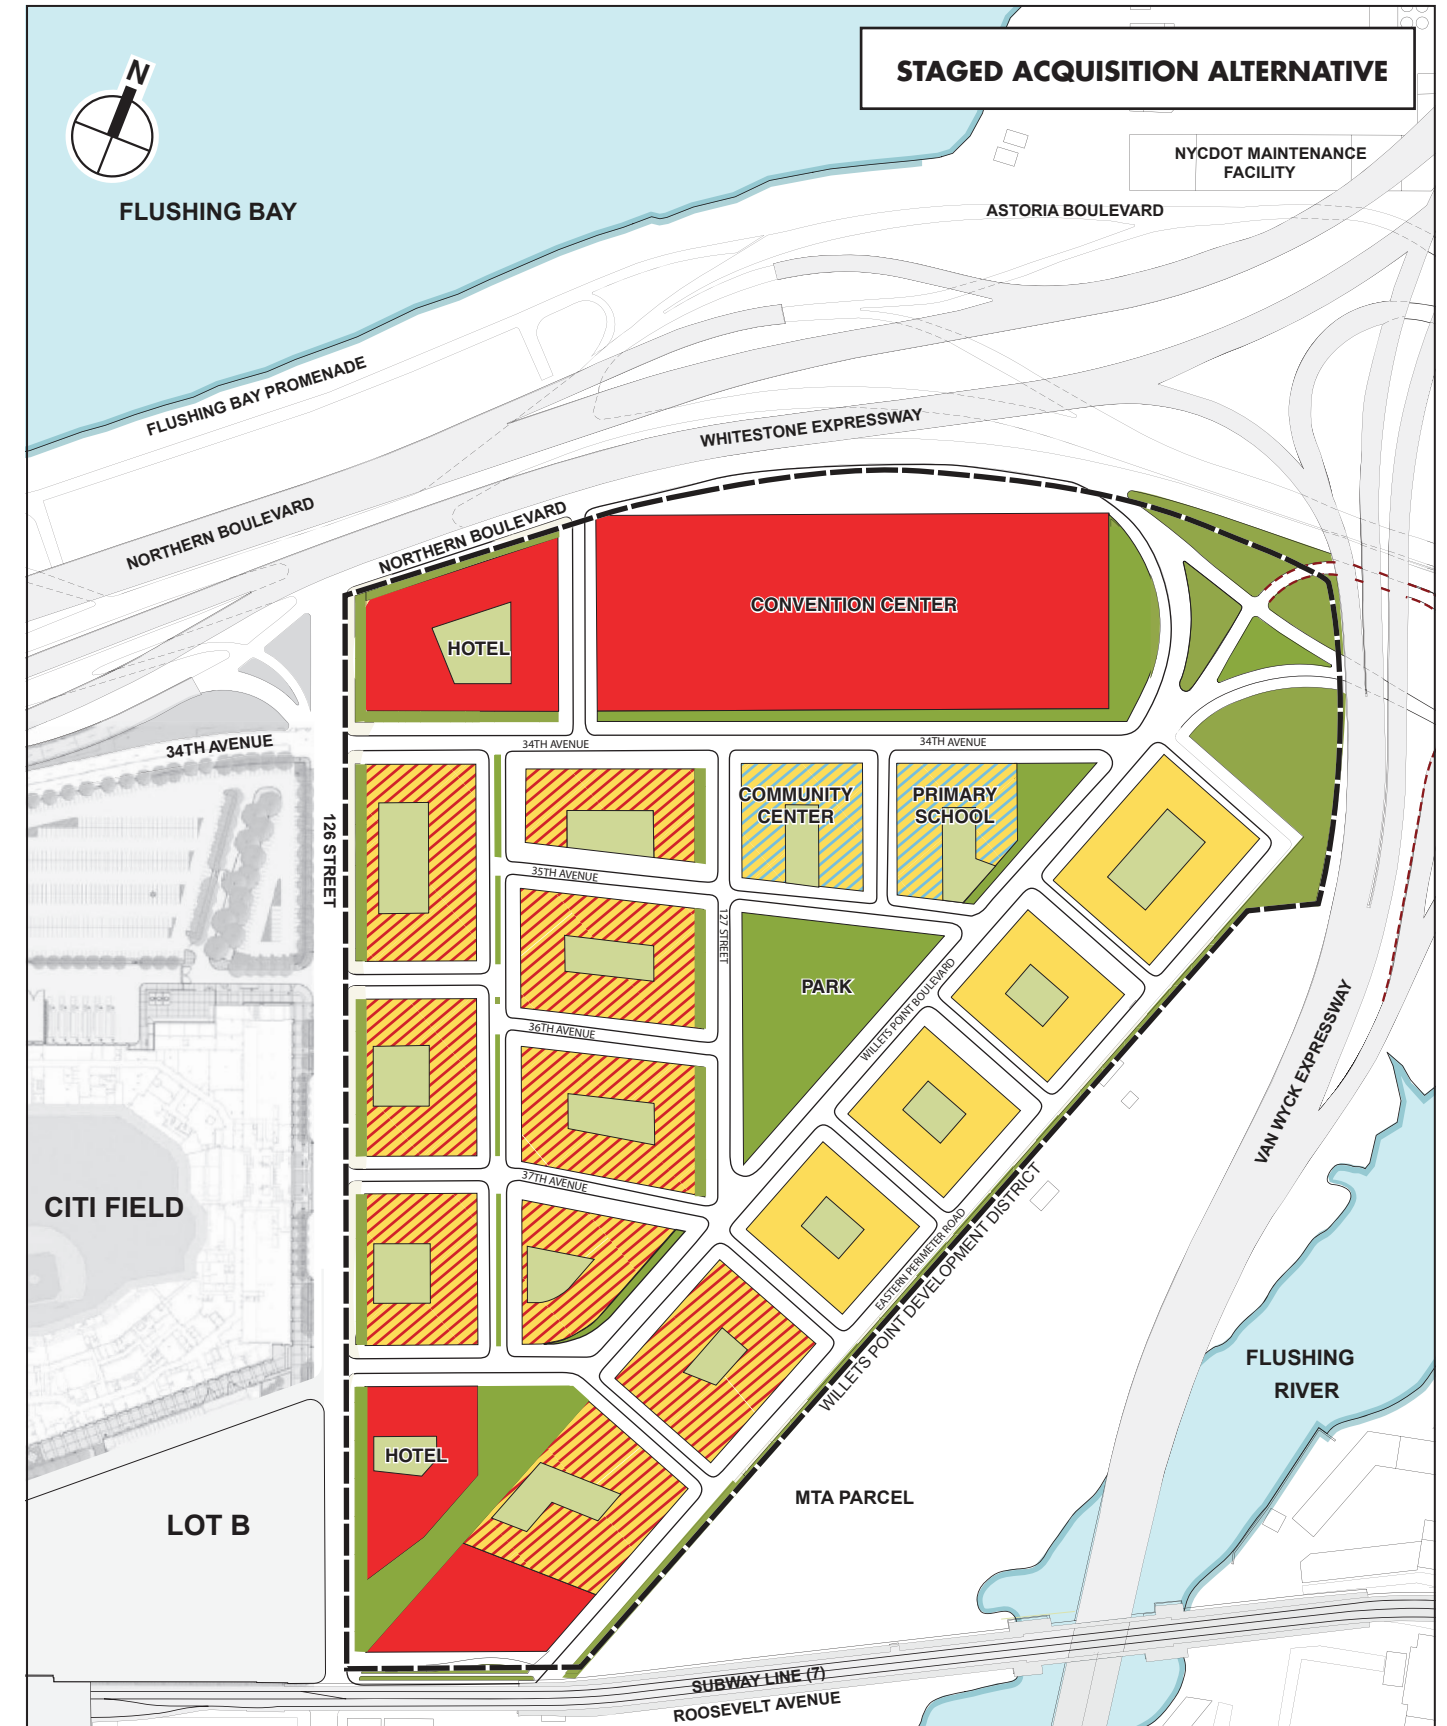 STAGED ACQUISITION ALTERNATIVE
N
NYCDOT MAINTENANCE
FACILITY
FLUSHING BAY
ASTORIA BOULEVARD
FLUSHING BAY PROMENADE
WHITESTONE EXPRESSWAY
NORTHERN BOULEVARD
NORTHERN BOULEVARD
CONVENTION CENTER
HOTEL
34TH AVENUE
34TH AVENUE
34TH AVENUE
COMMUNITY
CENTER
PRIMARY
SCHOOL
126 STREET
35TH AVENUE
127 STREET
PARK
WILLETS POINT BOULEVARD
36TH AVENUE
VAN WYCK EXPRESSWAY
37TH AVENUE
CITI FIELD
EASTERN PERIMETER ROAD
WILLETS POINT DEVELOPMENT DISTRICT
FLUSHING
RIVER
HOTEL
MTA PARCEL
LOT B
SUBWAY LINE (7)
ROOSEVELT AVENUE